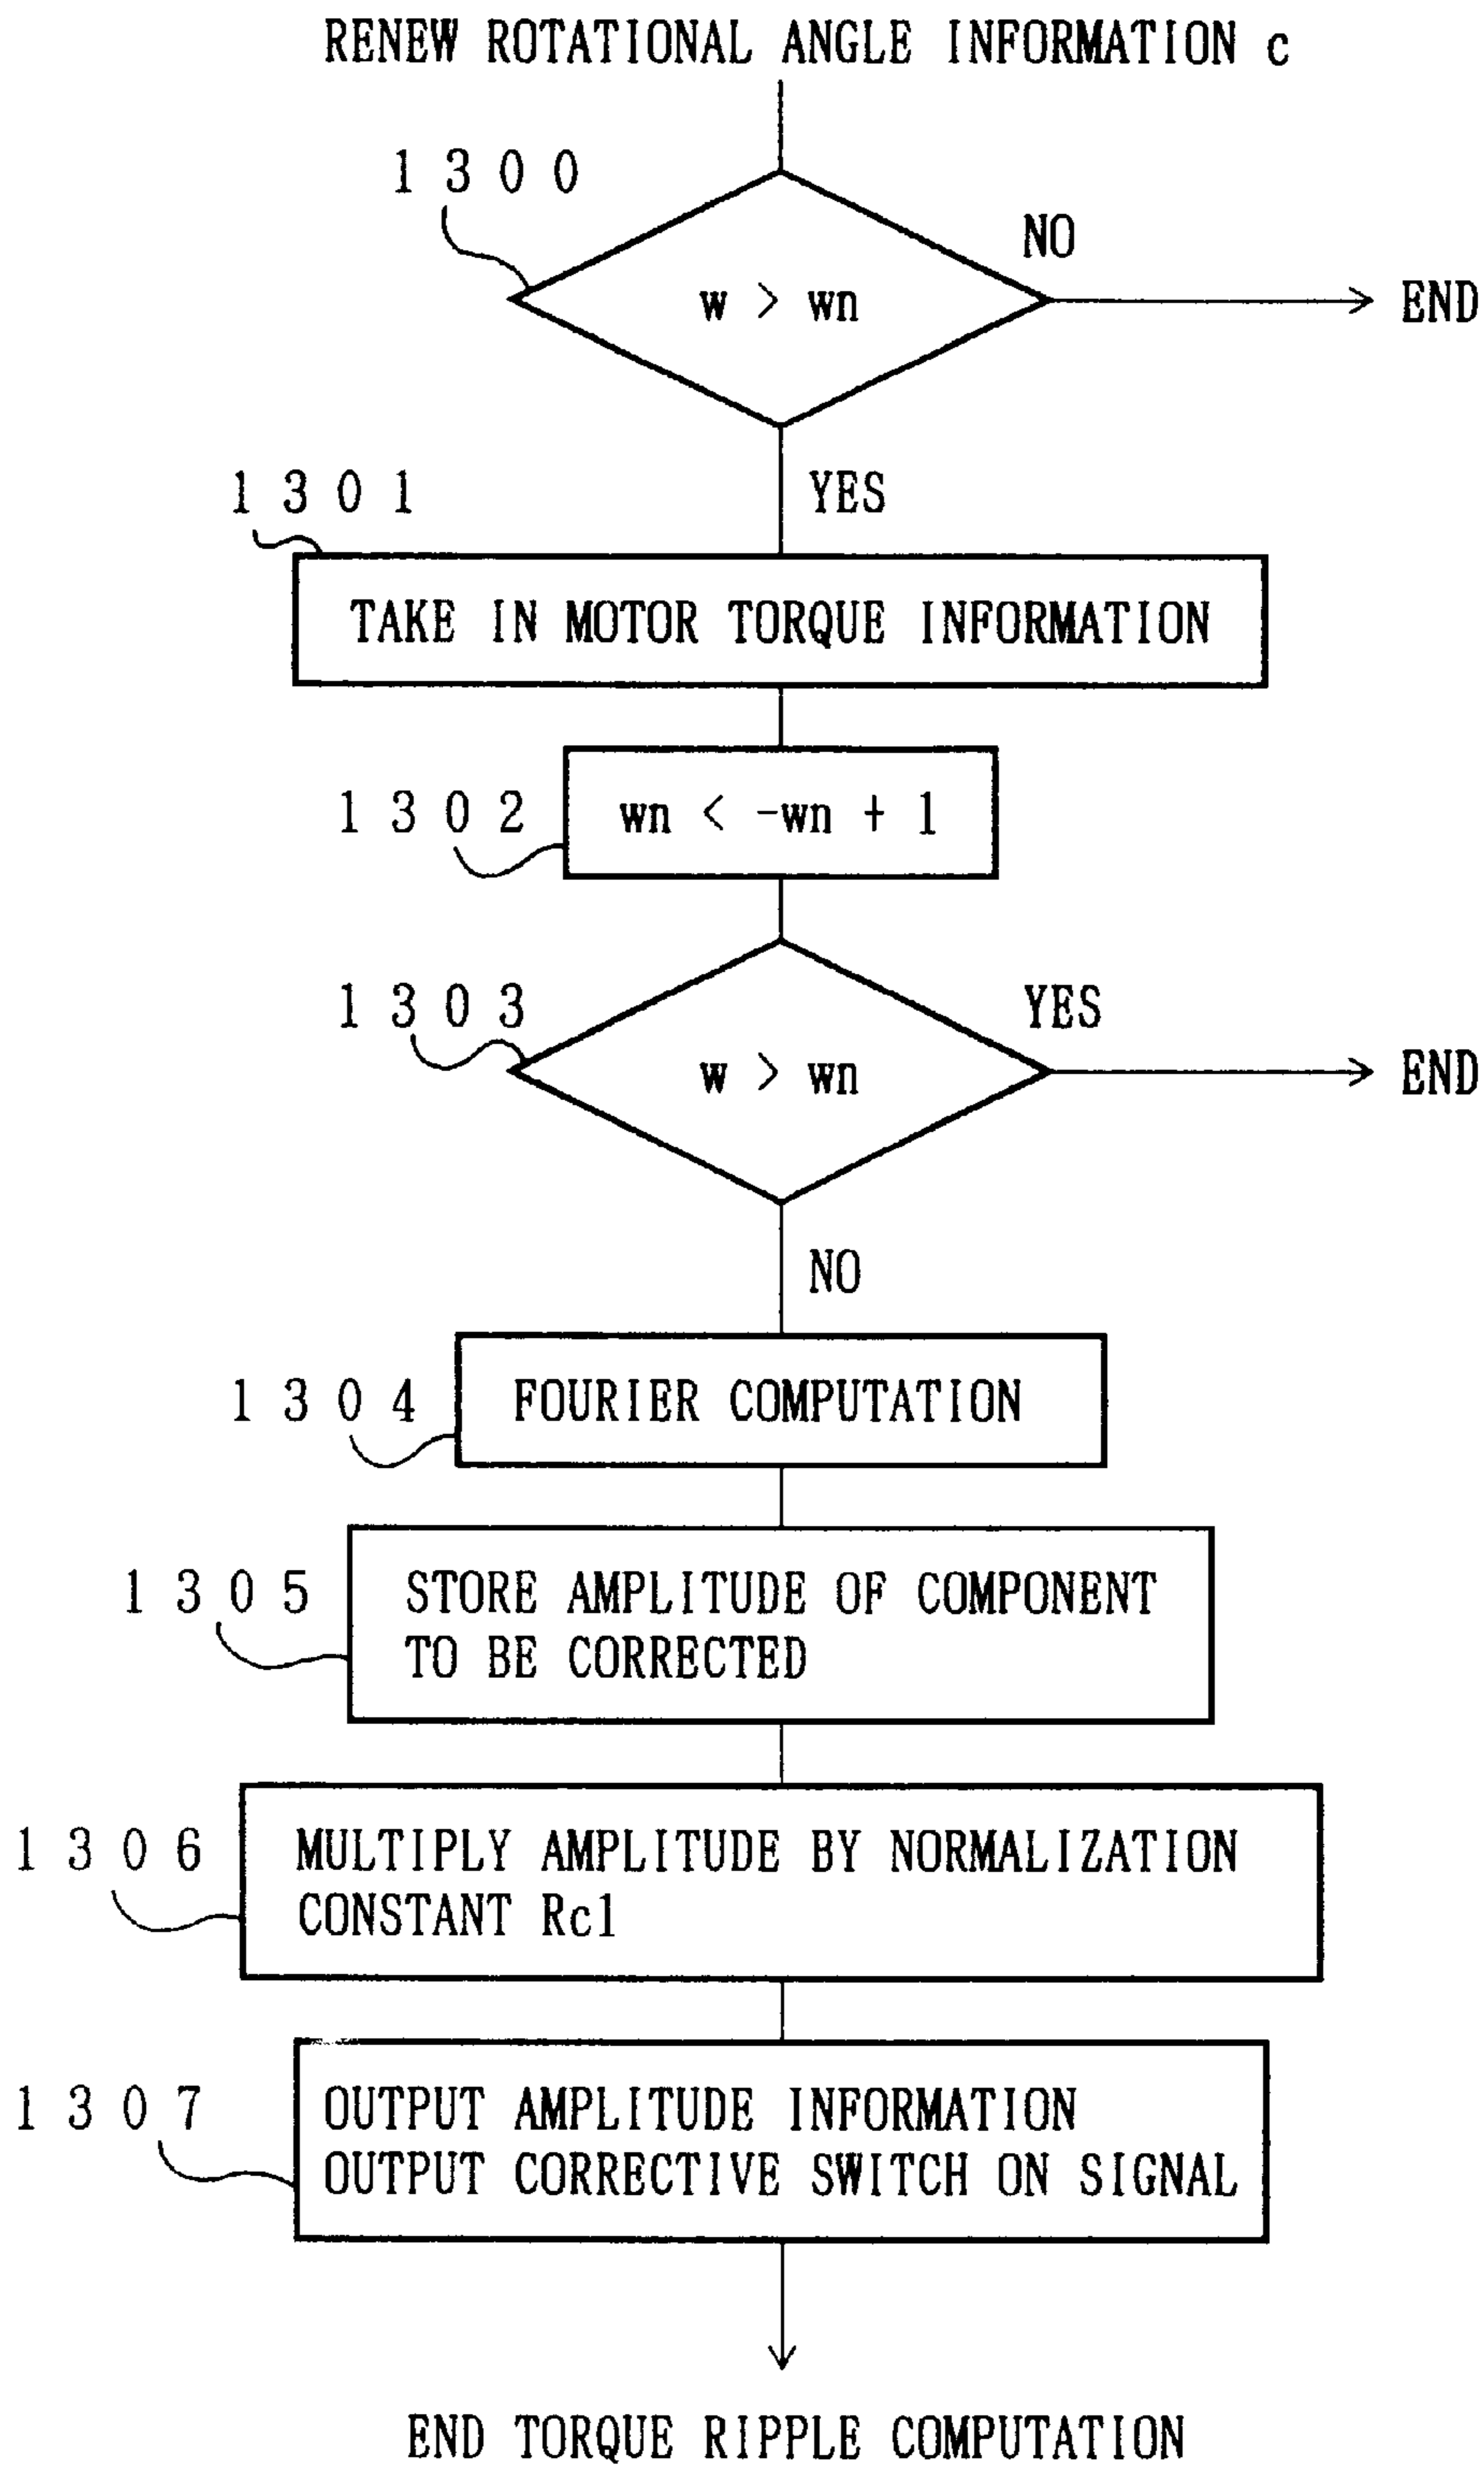 RENEW ROTATIONAL ANGLE INFORMATION c
1300
w > wn
NO
END
YES
1301
TAKE IN MOTOR TORQUE INFORMATION
1302
wn < -wn + 1
1303
w > wn
YES
END
NO
1304
FOURIER COMPUTATION
1305
STORE AMPLITUDE OF COMPONENT
TO BE CORRECTED
1306
MULTIPLY AMPLITUDE BY NORMALIZATION
CONSTANT Rc1
1307
OUTPUT AMPLITUDE INFORMATION
OUTPUT CORRECTIVE SWITCH ON SIGNAL
END TORQUE RIPPLE COMPUTATION